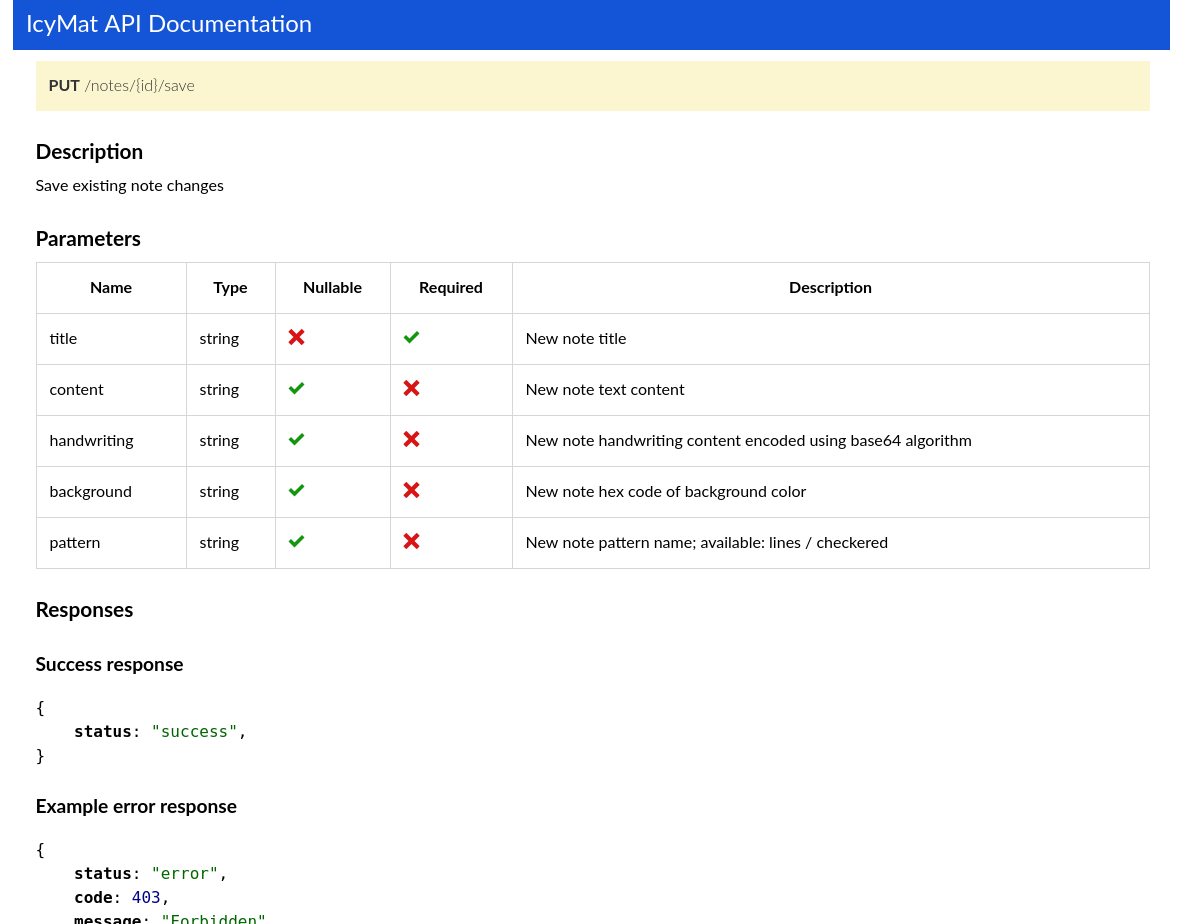 IcyMat API Documentation
PUT /notes/{id}/save
Description
Save existing note changes
Parameters
Name Type Nullable Required Description
title string ✖ ✔ New note title
content string ✔ ✖ New note text content
handwriting string ✔ ✖ New note handwriting content encoded using base64 algorithm
background string ✔ ✖ New note hex code of background color
pattern string ✔ ✖ New note pattern name; available: lines / checkered
Responses
Success response
{
    status: "success",
}
Example error response
{
    status: "error",
    code: 403,
    message: "Forbidden"